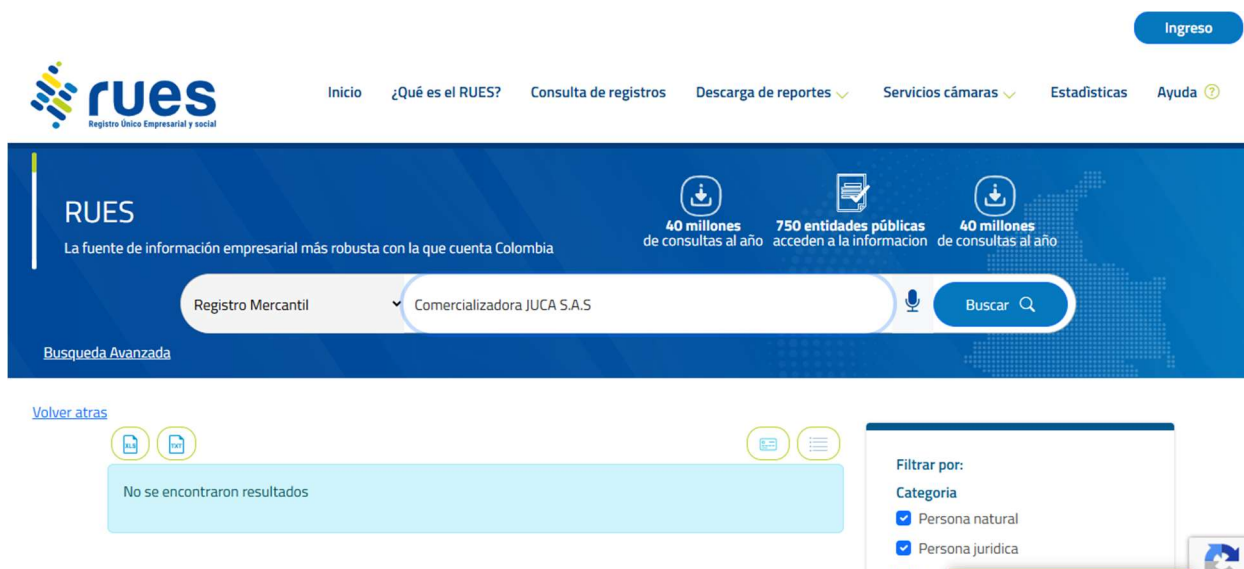 Ingreso
rues
Registro Único Empresarial y social
Inicio ¿Qué es el RUES? Consulta de registros Descarga de reportes Servicios cámaras Estadìsticas Ayuda ?
RUES
La fuente de información empresarial más robusta con la que cuenta Colombia
40 millones
de consultas al año
750 entidades públicas
acceden a la informacion
40 millones
de consultas al año
Registro Mercantil
Comercializadora JUCA S.A.S
Buscar
Busqueda Avanzada
Volver atras
XLS TXT
No se encontraron resultados
Filtrar por:
Categoria
Persona natural
Persona juridica